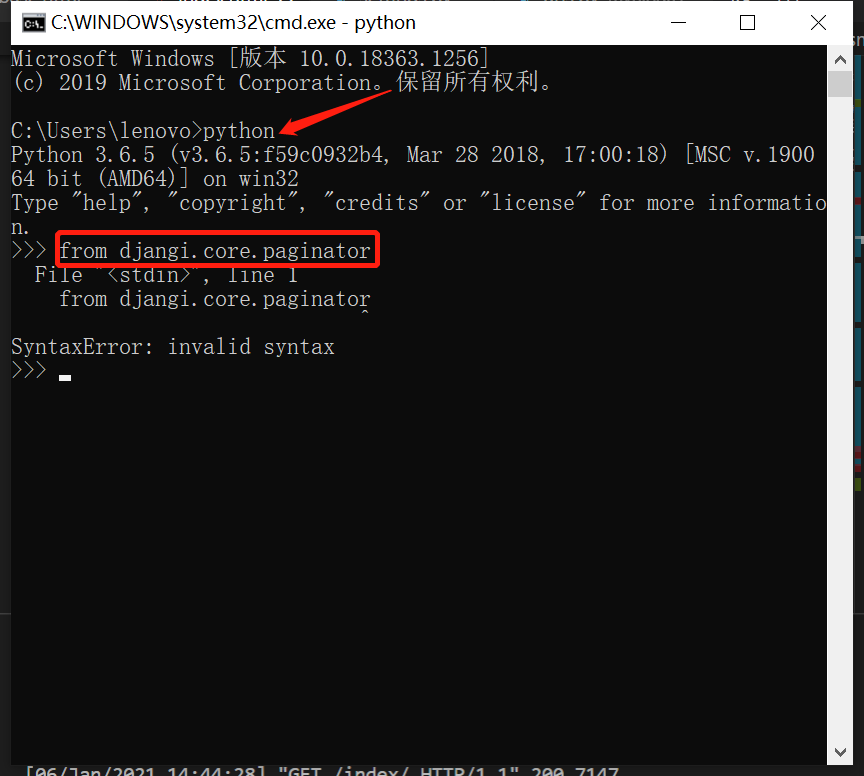 C:\WINDOWS\system32\cmd.exe - python
Microsoft Windows [版本 10.0.18363.1256]
(c) 2019 Microsoft Corporation。保留所有权利。
C:\Users\lenovo>python
Python 3.6.5 (v3.6.5:f59c0932b4, Mar 28 2018, 17:00:18) [MSC v.1900
64 bit (AMD64)] on win32
Type "help", "copyright", "credits" or "license" for more informatio
n.
>>> from djangi.core.paginator
File "<stdin>", line 1
from djangi.core.paginator
^
SyntaxError: invalid syntax
>>>
[06/Jan/2021 14:44:28] "GET /index/ HTTP/1.1" 200 7147